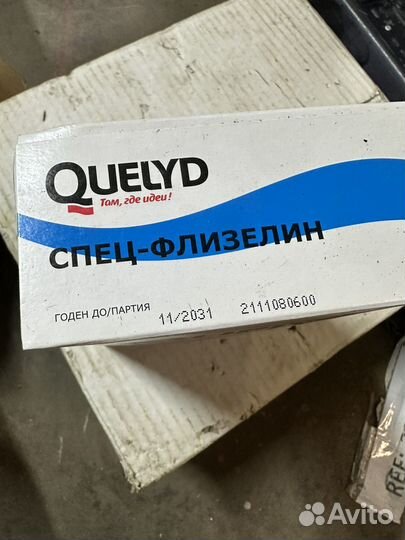 QUELYD
Там, где идеи!
СПЕЦ-ФЛИЗЕЛИН
ГОДЕН ДО/ПАРТИЯ 11/2031 2111080600
Avito